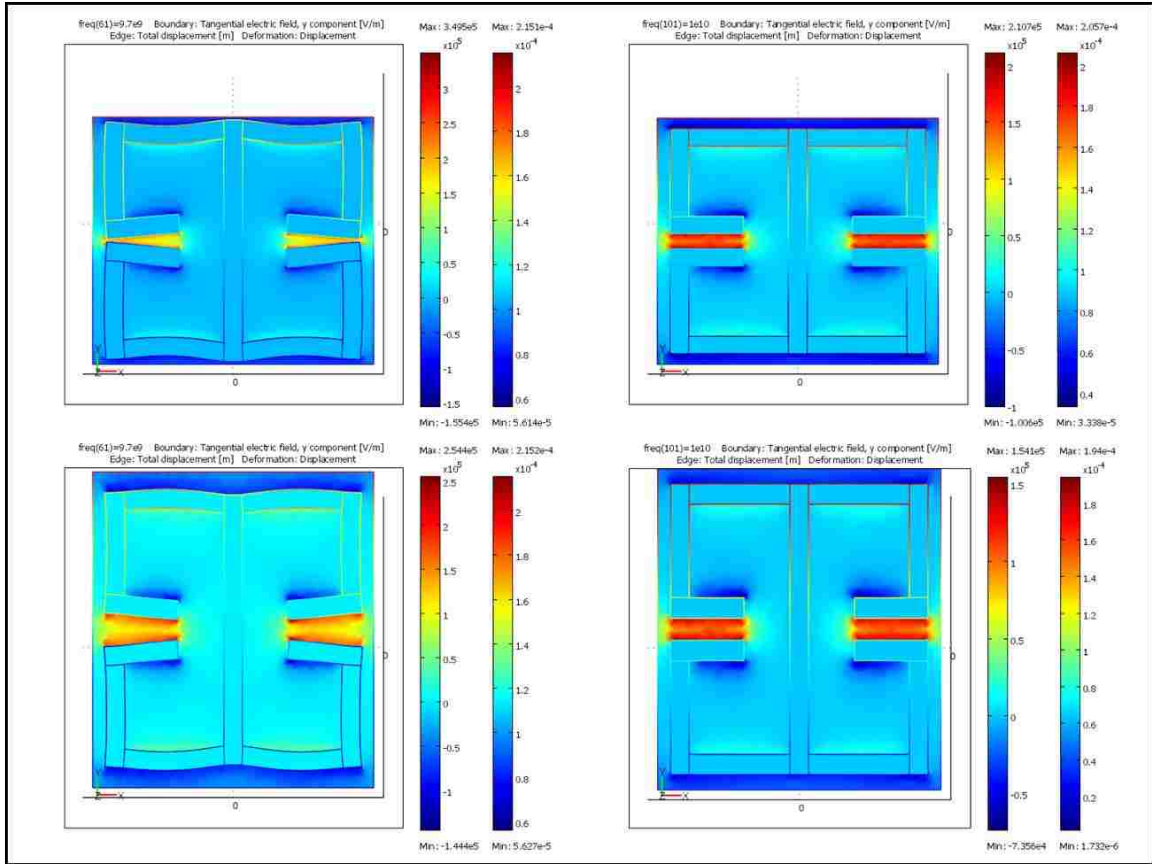 freq(61)=9.7e9 Boundary: Tangential electric field, y component [V/m]
Edge: Total displacement [m] Deformation: Displacement
Max: 3.495e5 Max: 2.151e-4
x10^5 x10^-4
3
2.5
2
1.5
1
0.5
0
-0.5
-1
-1.5
2
1.8
1.6
1.4
1.2
1
0.8
0.6
Min: -1.554e5 Min: 5.614e-5
0
0
Y
Z X
freq(101)=1e10 Boundary: Tangential electric field, y component [V/m]
Edge: Total displacement [m] Deformation: Displacement
Max: 2.107e5 Max: 2.057e-4
x10^5 x10^-4
2
1.5
1
0.5
0
-0.5
-1
2
1.8
1.6
1.4
1.2
1
0.8
0.6
0.4
Min: -1.006e5 Min: 3.338e-5
0
0
Y
Z X
freq(61)=9.7e9 Boundary: Tangential electric field, y component [V/m]
Edge: Total displacement [m] Deformation: Displacement
Max: 2.544e5 Max: 2.152e-4
x10^5 x10^-4
2.5
2
1.5
1
0.5
0
-0.5
-1
2
1.8
1.6
1.4
1.2
1
0.8
0.6
Min: -1.444e5 Min: 5.627e-5
0
0
Y
Z X
freq(101)=1e10 Boundary: Tangential electric field, y component [V/m]
Edge: Total displacement [m] Deformation: Displacement
Max: 1.541e5 Max: 1.94e-4
x10^5 x10^-4
1.5
1
0.5
0
-0.5
1.8
1.6
1.4
1.2
1
0.8
0.6
0.4
0.2
Min: -7.356e4 Min: 1.732e-6
0
0
Y
Z X